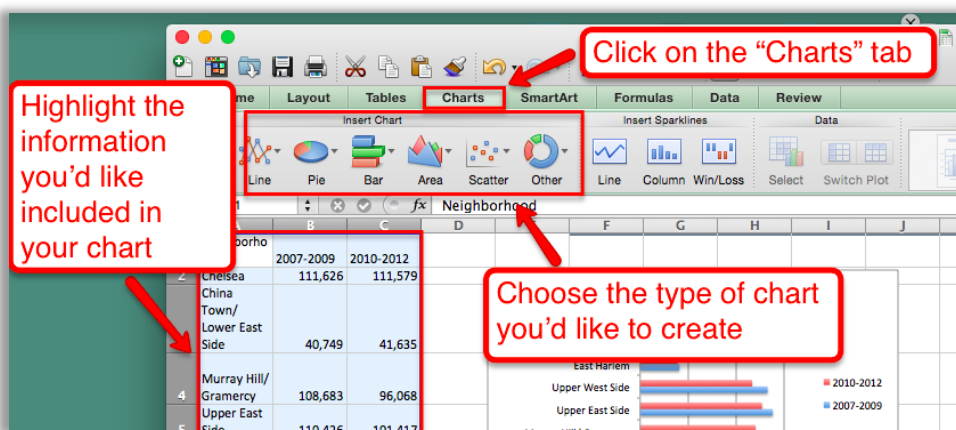 Click on the “Charts” tab
Highlight the
information
you’d like
included in
your chart
Layout Tables Charts SmartArt Formulas Data Review
Insert Chart Insert Sparklines Data
Line Pie Bar Area Scatter Other Line Column Win/Loss Select Switch Plot
fx Neighborhood
A B C D F G H I J
2007-2009 2010-2012
2 Chelsea 111,626 111,579
China
Town/
Lower East
Side 40,749 41,635
Murray Hill/
4 Gramercy 108,683 96,068
Upper East
5 Side
Choose the type of chart
you’d like to create
East Harlem
Upper West Side
Upper East Side
2010-2012
2007-2009